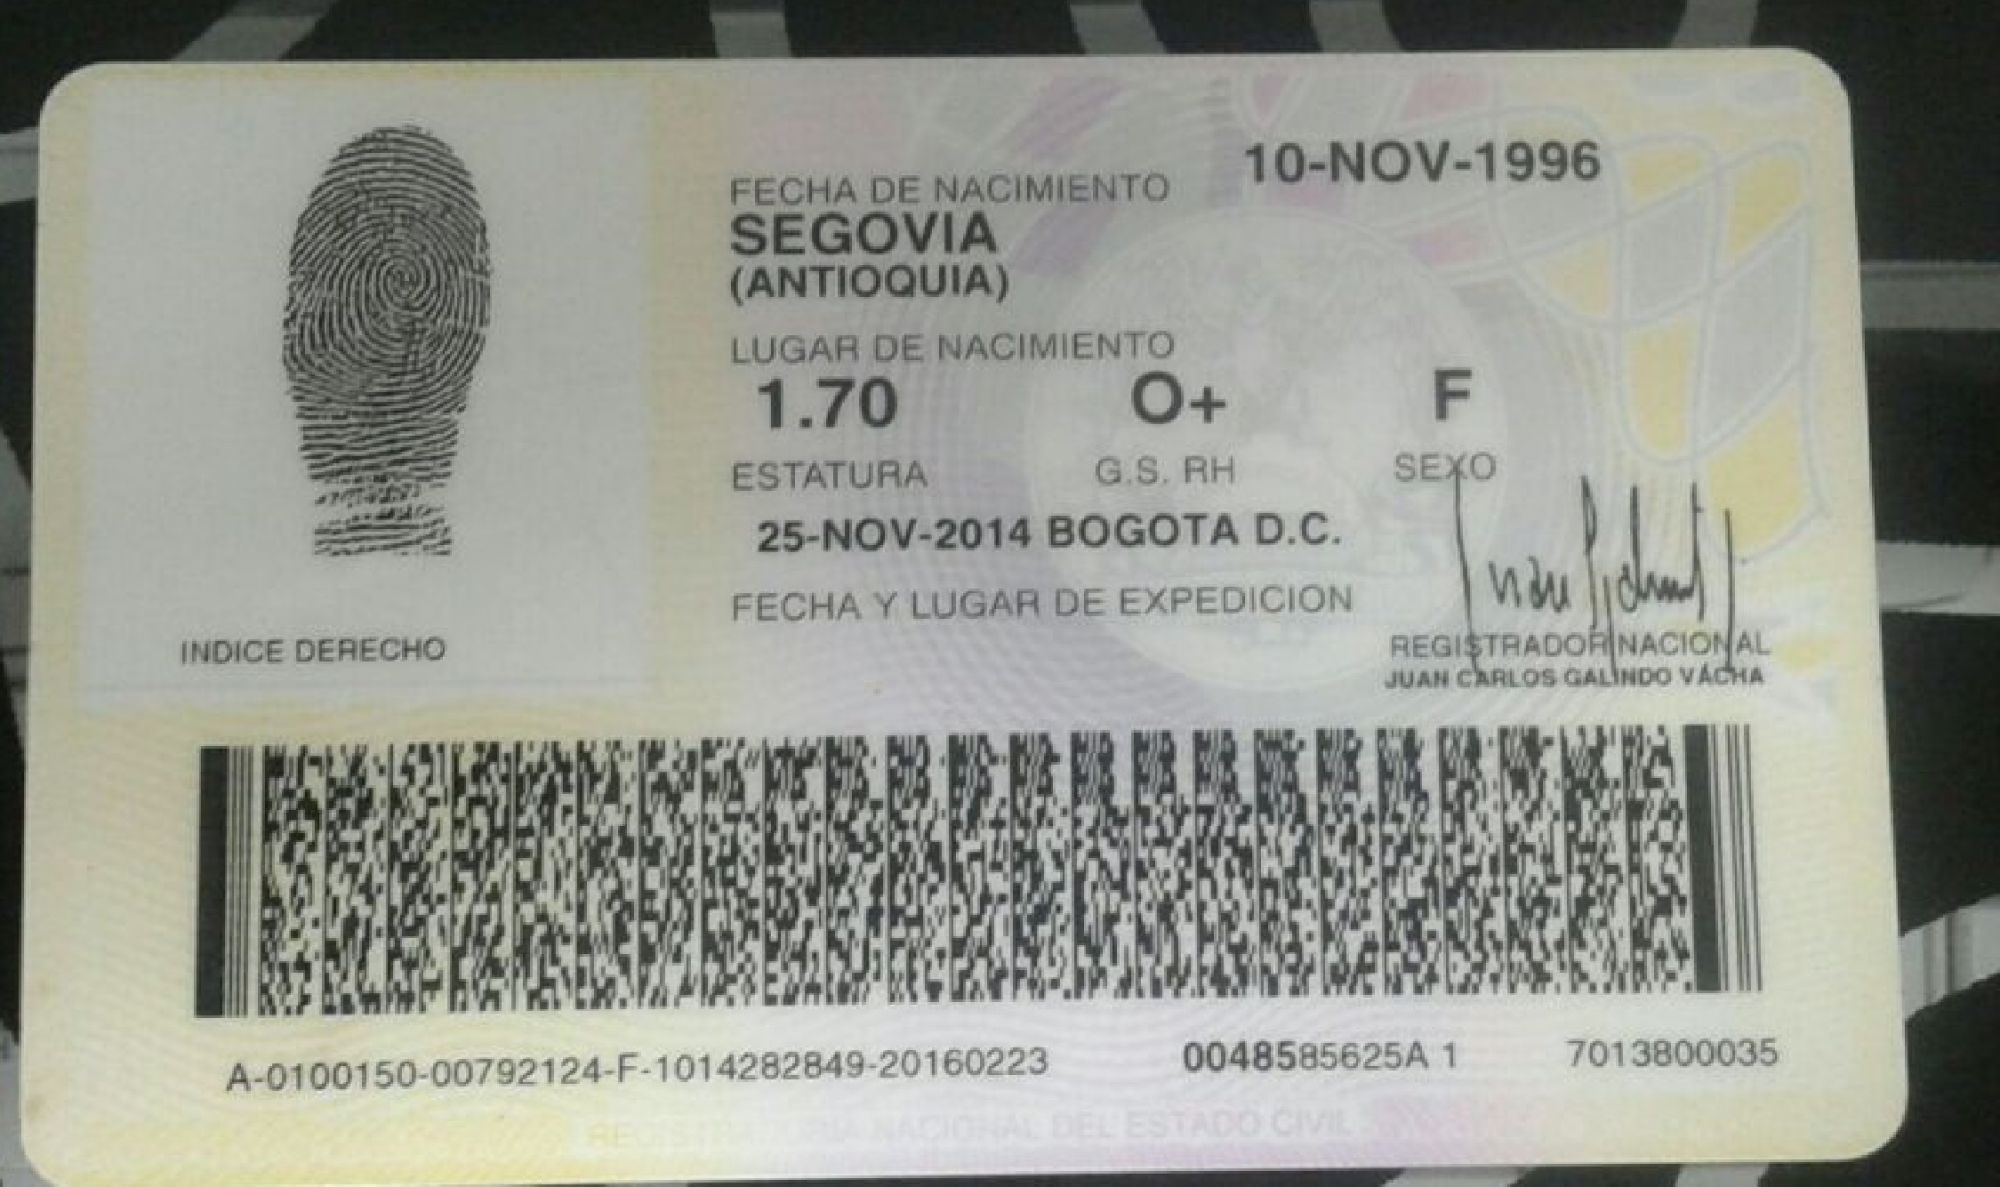 10-NOV-1996
FECHA DE NACIMIENTO
SEGOVIA
(ANTIOQUIA)
LUGAR DE NACIMIENTO
1.70 O+ F
ESTATURA G.S. RH SEXO
25-NOV-2014 BOGOTA D.C.
FECHA Y LUGAR DE EXPEDICION
INDICE DERECHO
REGISTRADOR NACIONAL
JUAN CARLOS GALINDO VÁCHA
A-0100150-00792124-F-1014282849-20160223 0048585625A 1 7013800035
REGISTRADURIA NACIONAL DEL ESTADO CIVIL